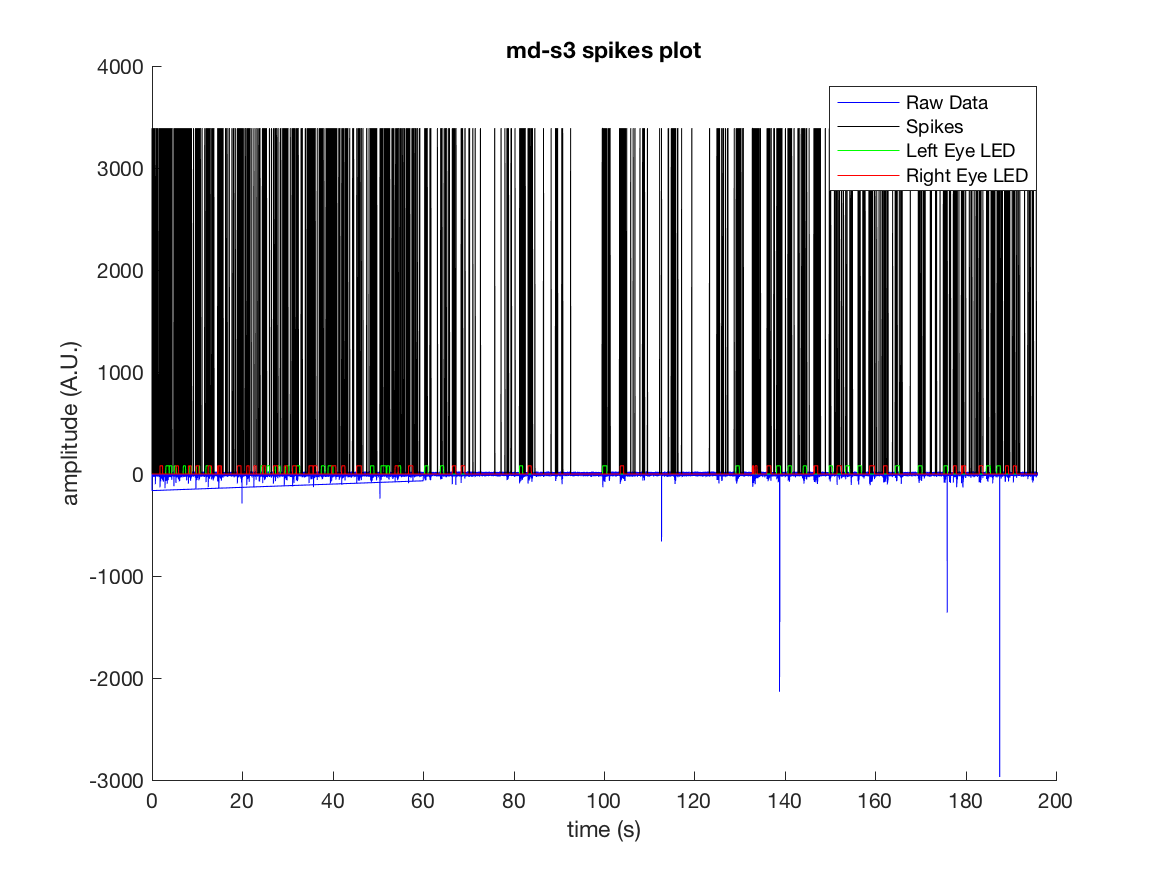 md-s3 spikes plot
4000
3000
2000
1000
0
-1000
-2000
-3000
amplitude (A.U.)
Raw Data
Spikes
Left Eye LED
Right Eye LED
0 20 40 60 80 100 120 140 160 180 200
time (s)